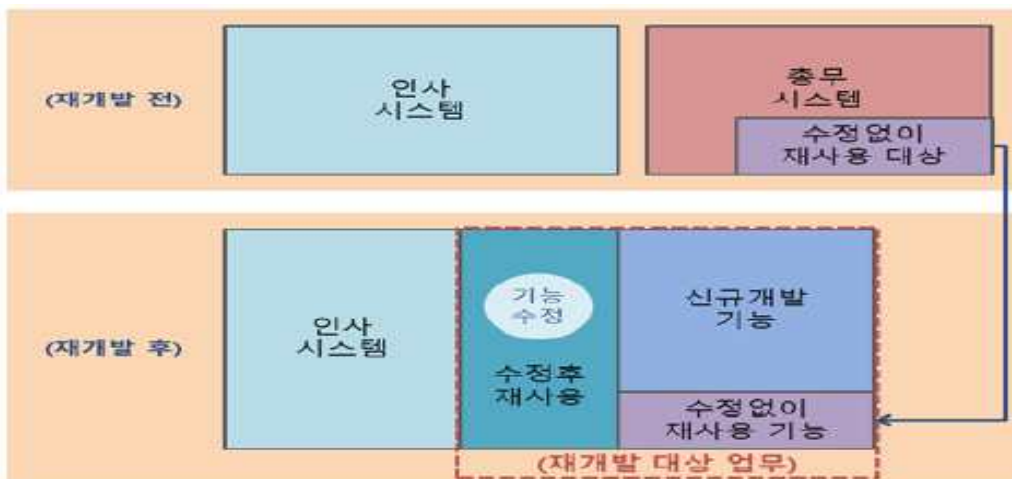 (재개발 전)
인사
시스템
총무
시스템
수정없이
재사용 대상
(재개발 후)
인사
시스템
기능
수정
수정후
재사용
신규개발
기능
수정없이
재사용 기능
(재개발 대상 업무)